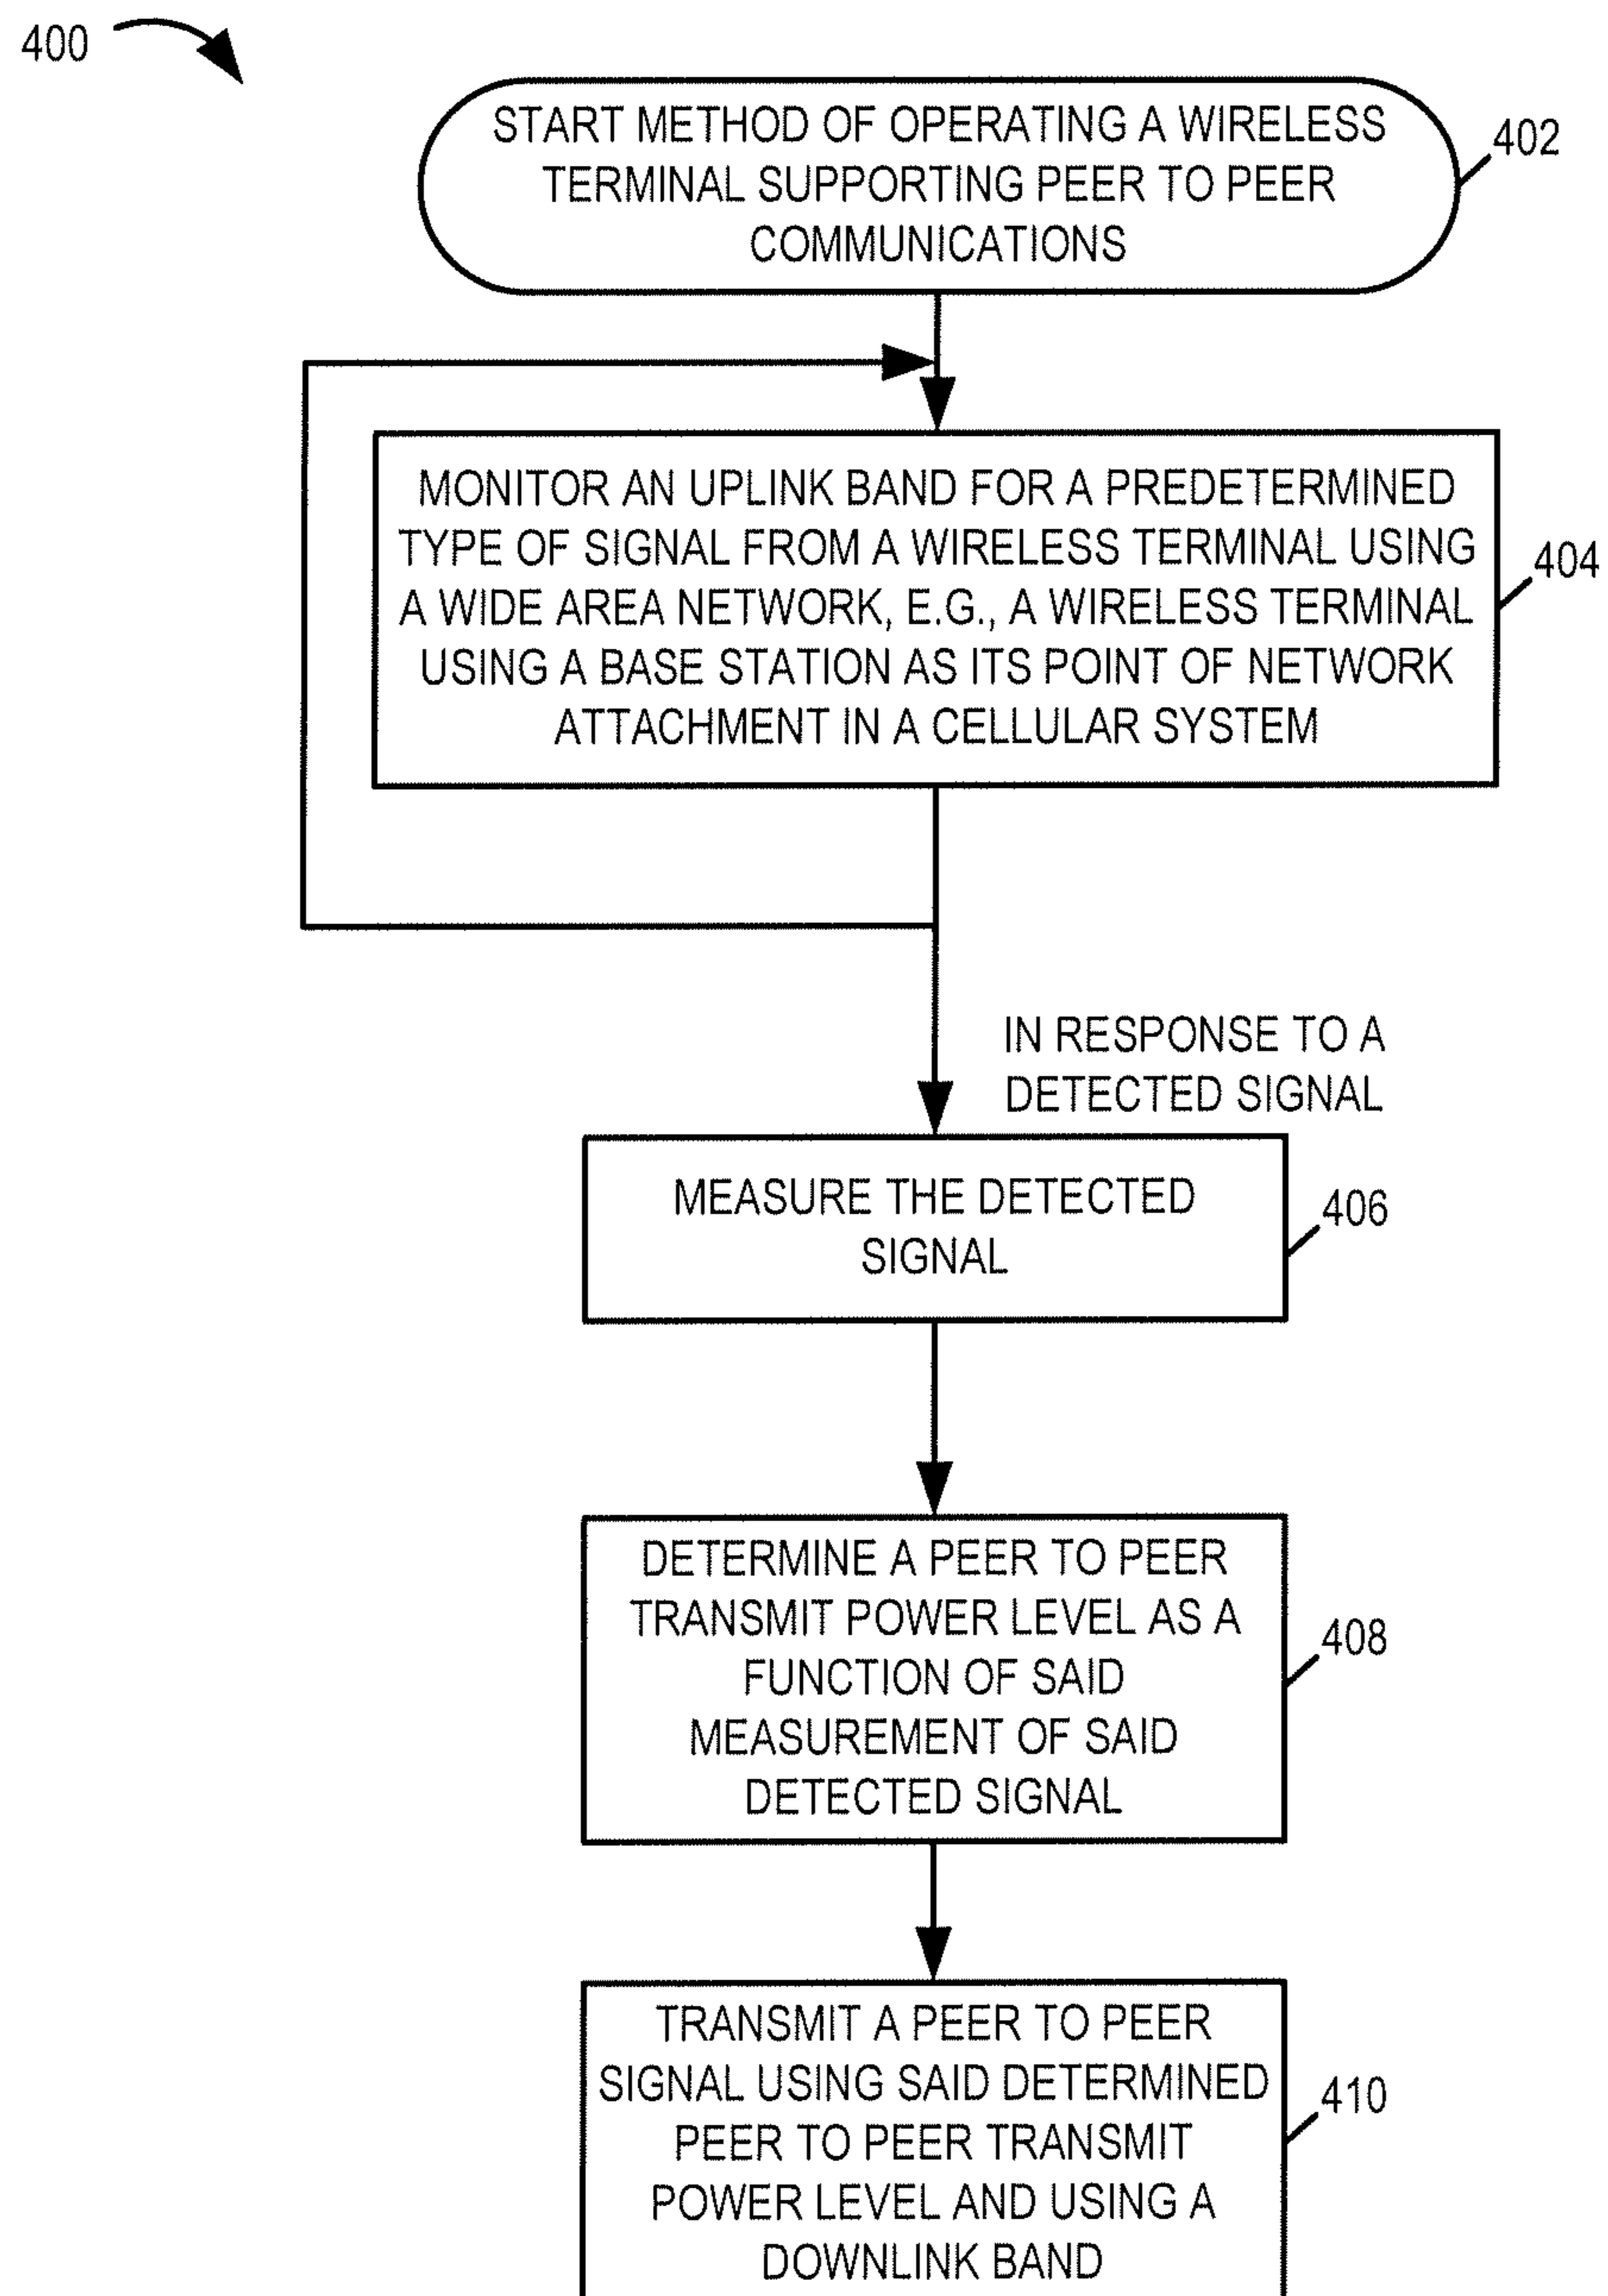 400
START METHOD OF OPERATING A WIRELESS
TERMINAL SUPPORTING PEER TO PEER
COMMUNICATIONS
402
MONITOR AN UPLINK BAND FOR A PREDETERMINED
TYPE OF SIGNAL FROM A WIRELESS TERMINAL USING
A WIDE AREA NETWORK, E.G., A WIRELESS TERMINAL
USING A BASE STATION AS ITS POINT OF NETWORK
ATTACHMENT IN A CELLULAR SYSTEM
404
IN RESPONSE TO A
DETECTED SIGNAL
MEASURE THE DETECTED
SIGNAL
406
DETERMINE A PEER TO PEER
TRANSMIT POWER LEVEL AS A
FUNCTION OF SAID
MEASUREMENT OF SAID
DETECTED SIGNAL
408
TRANSMIT A PEER TO PEER
SIGNAL USING SAID DETERMINED
PEER TO PEER TRANSMIT
POWER LEVEL AND USING A
DOWNLINK BAND
410